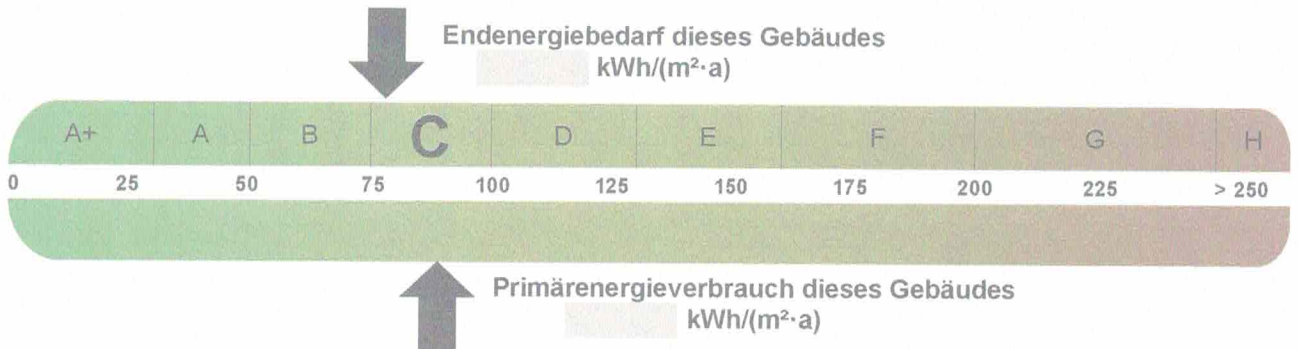 Endenergiebedarf dieses Gebäudes
kWh/(m²·a)
A+ A B C D E F G H
0 25 50 75 100 125 150 175 200 225 > 250
Primärenergieverbrauch dieses Gebäudes
kWh/(m²·a)